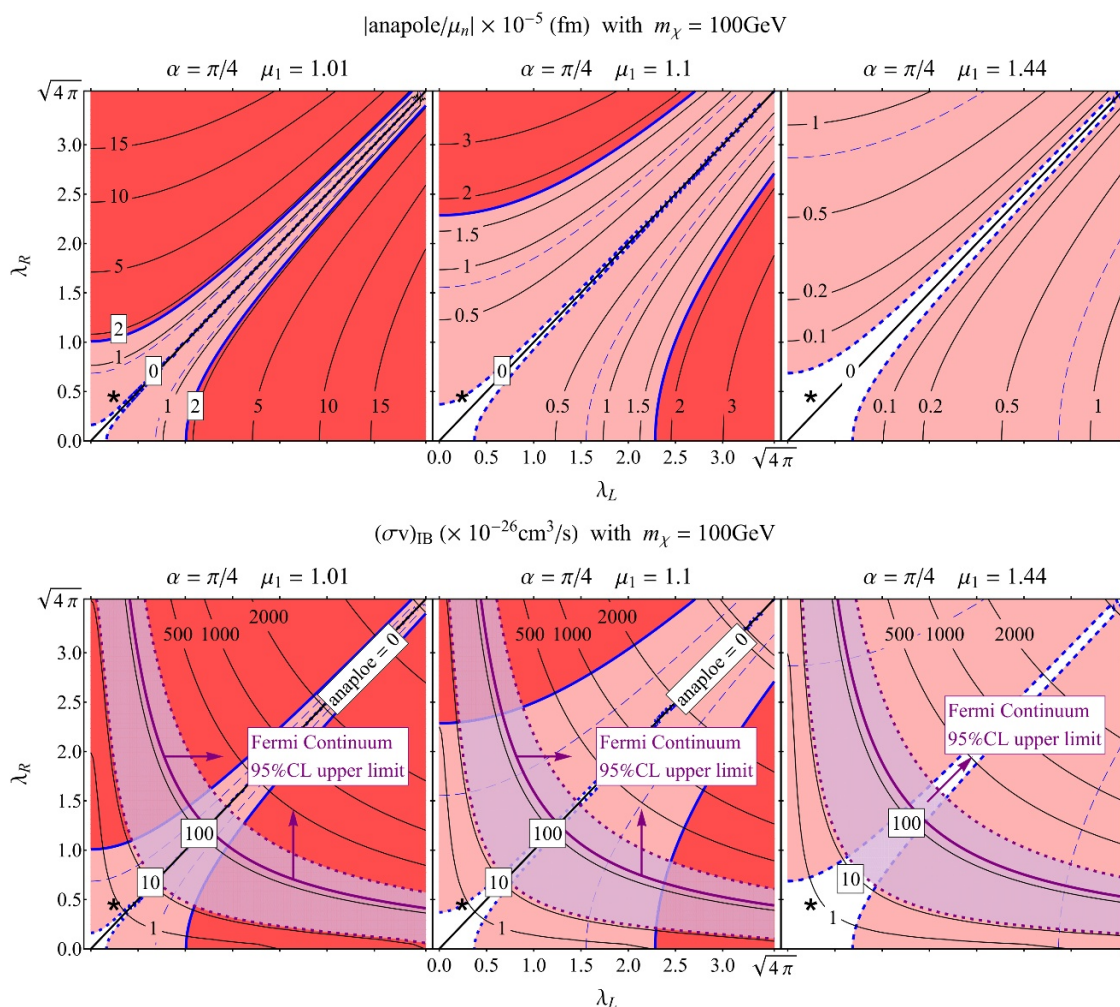 |anapole/μₙ| × 10⁻⁵ (fm) with mχ = 100GeV
α = π/4 μ₁ = 1.01
α = π/4 μ₁ = 1.1
α = π/4 μ₁ = 1.44
√4π
3.0
2.5
2.0
1.5
1.0
0.5
0.0
λ_R
15
10
5
2
1
0
*
1
2
5
10
15
3
2
1.5
1
0.5
0
*
0.5
1
1.5
2
3
1
0.5
0.2
0.1
0
*
0.1
0.2
0.5
1
0.0 0.5 1.0 1.5 2.0 2.5 3.0 √4π
λ_L
(σv)_IB (× 10⁻²⁶cm³/s) with mχ = 100GeV
α = π/4 μ₁ = 1.01
α = π/4 μ₁ = 1.1
α = π/4 μ₁ = 1.44
√4π
3.0
2.5
2.0
1.5
1.0
0.5
0.0
λ_R
500 1000 2000
anaploe = 0
Fermi Continuum
95%CL upper limit
100
10
*
1
500 1000 2000
anaploe = 0
Fermi Continuum
95%CL upper limit
100
10
*
1
500 1000 2000
Fermi Continuum
95%CL upper limit
100
10
*
1
0.0 0.5 1.0 1.5 2.0 2.5 3.0 √4π
λ_L